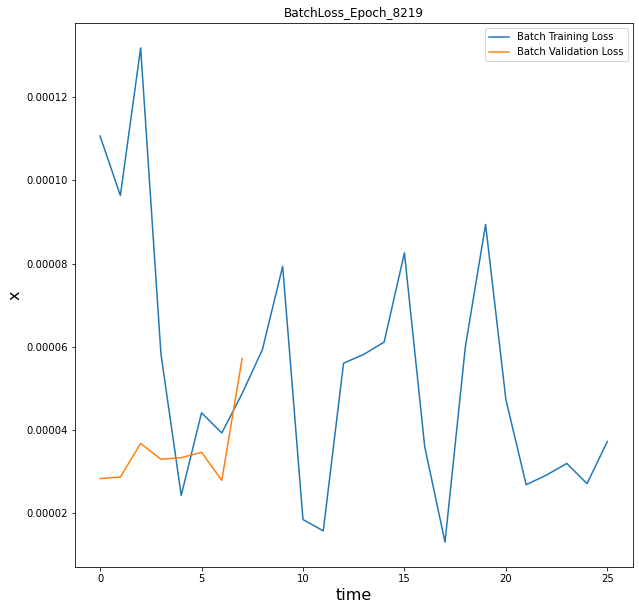 BatchLoss_Epoch_8219
Batch Training Loss
Batch Validation Loss
0.00012
0.00010
0.00008
0.00006
0.00004
0.00002
x
0 5 10 15 20 25
time